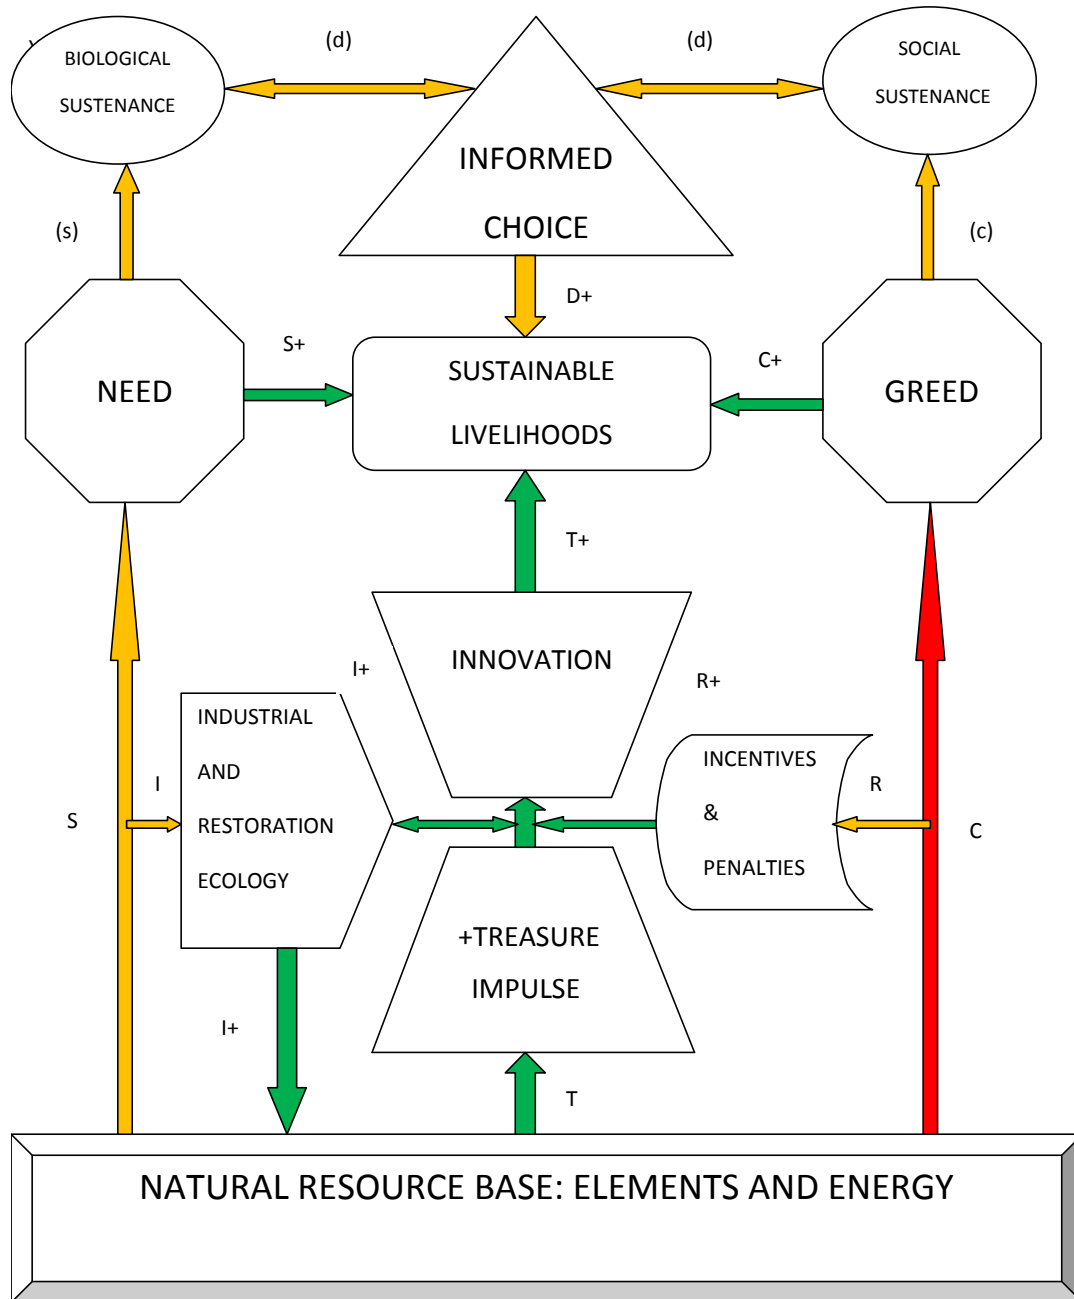 (d)
(d)
BIOLOGICAL
SUSTENANCE
SOCIAL
SUSTENANCE
INFORMED
CHOICE
(s)
(c)
D+
S+
C+
NEED
SUSTAINABLE
LIVELIHOODS
GREED
T+
I+
INNOVATION
R+
INDUSTRIAL
AND
RESTORATION
ECOLOGY
INCENTIVES
&
PENALTIES
I
R
S
C
+TREASURE
IMPULSE
I+
T
NATURAL RESOURCE BASE: ELEMENTS AND ENERGY